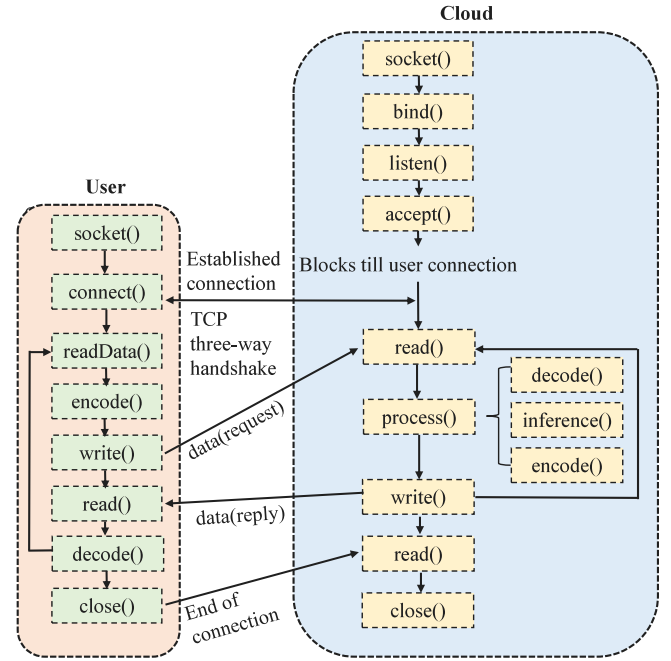 Cloud
socket()
bind()
listen()
accept()
Blocks till user connection
read()
process()
decode()
inference()
encode()
write()
read()
close()
User
socket()
connect()
readData()
encode()
write()
read()
decode()
close()
Established
connection
TCP
three-way
handshake
data(request)
data(reply)
End of
connection